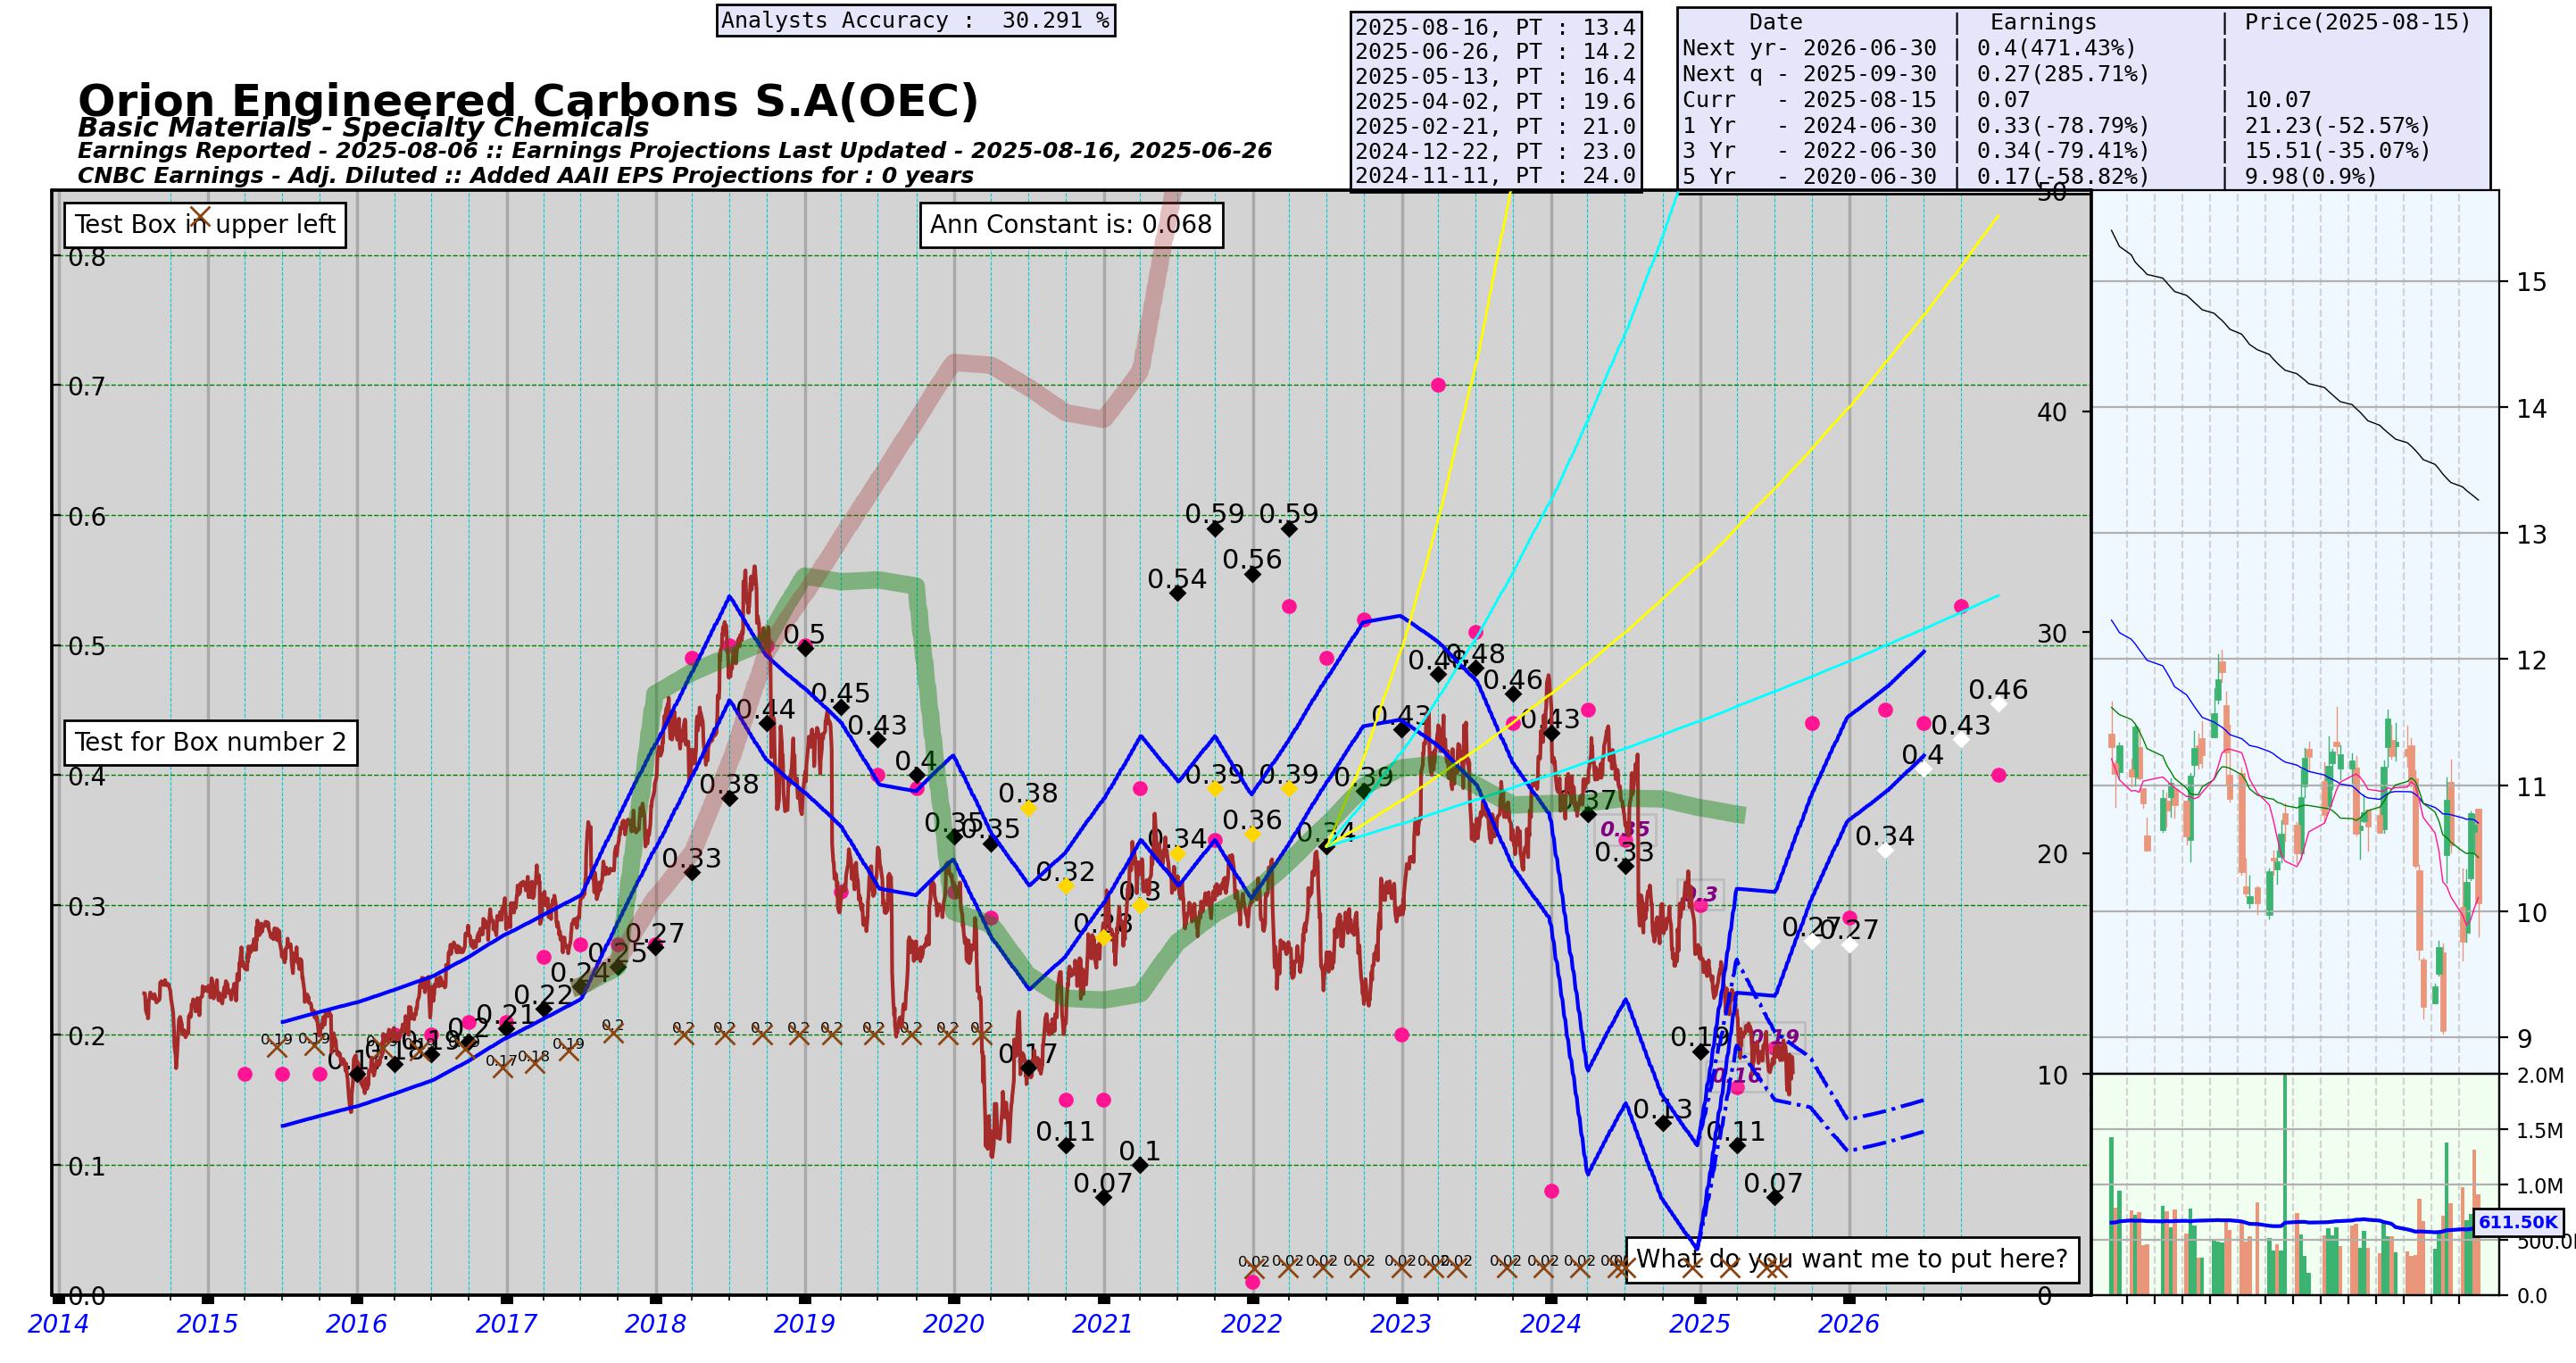 Analysts Accuracy :  30.291 %
2025-08-16, PT : 13.4
2025-06-26, PT : 14.2
2025-05-13, PT : 16.4
2025-04-02, PT : 19.6
2025-02-21, PT : 21.0
2024-12-22, PT : 23.0
2024-11-11, PT : 24.0
Date | Earnings | Price(2025-08-15)
Next yr- 2026-06-30 | 0.4(471.43%) |
Next q - 2025-09-30 | 0.27(285.71%) |
Curr - 2025-08-15 | 0.07 | 10.07
1 Yr - 2024-06-30 | 0.33(-78.79%) | 21.23(-52.57%)
3 Yr - 2022-06-30 | 0.34(-79.41%) | 15.51(-35.07%)
5 Yr - 2020-06-30 | 0.17(-58.82%) | 9.98(0.9%)
Orion Engineered Carbons S.A(OEC)
Basic Materials - Specialty Chemicals
Earnings Reported - 2025-08-06 :: Earnings Projections Last Updated - 2025-08-16, 2025-06-26
CNBC Earnings - Adj. Diluted :: Added AAII EPS Projections for : 0 years
Test Box in upper left
Ann Constant is: 0.068
Test for Box number 2
What do you want me to put here?
0.8
0.7
0.6
0.5
0.4
0.3
0.2
0.1
0.0
50
40
30
20
10
0
15
14
13
12
11
10
9
2.0M
1.5M
1.0M
611.50K
0.0
0.59 0.59
0.56
0.54
0.5
0.45
0.44
0.43
0.4
0.38
0.33
0.35
0.35
0.38
0.32
0.3
0.34
0.39
0.36
0.39
0.34
0.39
0.43
0.48
0.46
0.43
0.33
0.35
0.27
0.25
0.24
0.22
0.21
0.17
0.11
0.07
0.1
0.19
0.13
0.11
0.07
0.19
0.27
0.34
0.4
0.43
0.46
2014 2015 2016 2017 2018 2019 2020 2021 2022 2023 2024 2025 2026